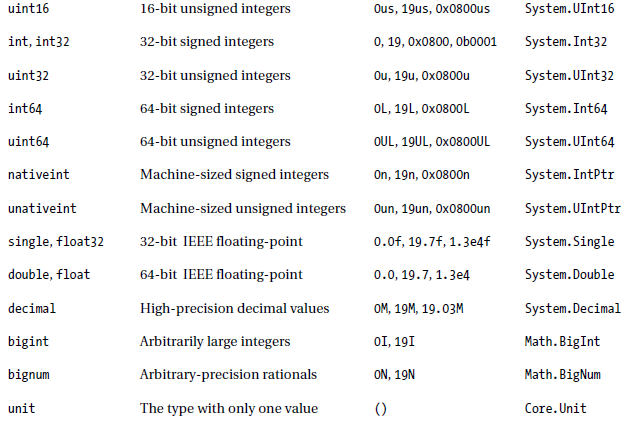 uint16 16-bit unsigned integers 0us, 19us, 0x0800us System.UInt16
int, int32 32-bit signed integers 0, 19, 0x0800, 0b0001 System.Int32
uint32 32-bit unsigned integers 0u, 19u, 0x0800u System.UInt32
int64 64-bit signed integers 0L, 19L, 0x0800L System.Int64
uint64 64-bit unsigned integers 0UL, 19UL, 0x0800UL System.UInt64
nativeint Machine-sized signed integers 0n, 19n, 0x0800n System.IntPtr
unativeint Machine-sized unsigned integers 0un, 19un, 0x0800un System.UIntPtr
single, float32 32-bit IEEE floating-point 0.0f, 19.7f, 1.3e4f System.Single
double, float 64-bit IEEE floating-point 0.0, 19.7, 1.3e4 System.Double
decimal High-precision decimal values 0M, 19M, 19.03M System.Decimal
bigint Arbitrarily large integers 0I, 19I Math.BigInt
bignum Arbitrary-precision rationals 0N, 19N Math.BigNum
unit The type with only one value () Core.Unit